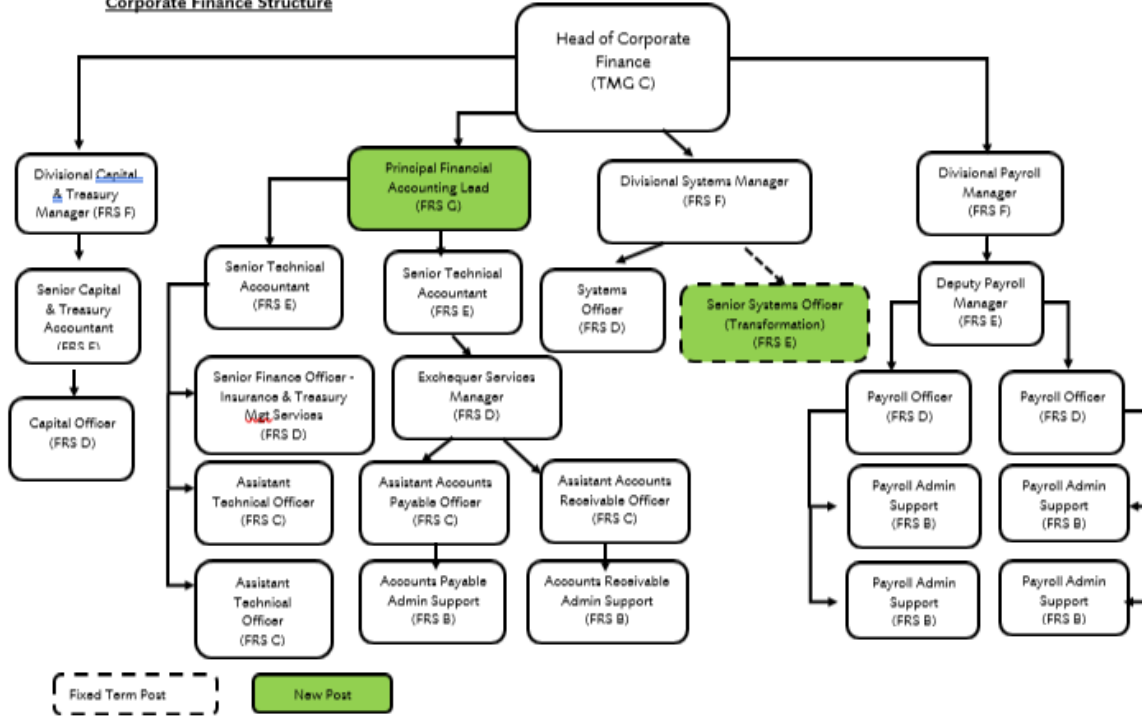 Corporate Finance Structure
Head of Corporate
Finance
(TMG C)
Divisional Capital
& Treasury
Manager (FRS F)
Principal Financial
Accounting Lead
(FRS G)
Divisional Systems Manager
(FRS F)
Divisional Payroll
Manager
(FRS F)
Senior Capital
& Treasury
Accountant
(FRS E)
Senior Technical
Accountant
(FRS E)
Senior Technical
Accountant
(FRS E)
Systems
Officer
(FRS D)
Senior Systems Officer
(Transformation)
(FRS E)
Deputy Payroll
Manager
(FRS E)
Capital Officer
(FRS D)
Senior Finance Officer -
Insurance & Treasury
Mgt Services
(FRS D)
Exchequer Services
Manager
(FRS D)
Payroll Officer
(FRS D)
Payroll Officer
(FRS D)
Assistant
Technical Officer
(FRS C)
Assistant Accounts
Payable Officer
(FRS C)
Assistant Accounts
Receivable Officer
(FRS C)
Payroll Admin
Support
(FRS B)
Payroll Admin
Support
(FRS B)
Assistant
Technical
Officer
(FRS C)
Accounts Payable
Admin Support
(FRS B)
Accounts Receivable
Admin Support
(FRS B)
Payroll Admin
Support
(FRS B)
Payroll Admin
Support
(FRS B)
Fixed Term Post
New Post